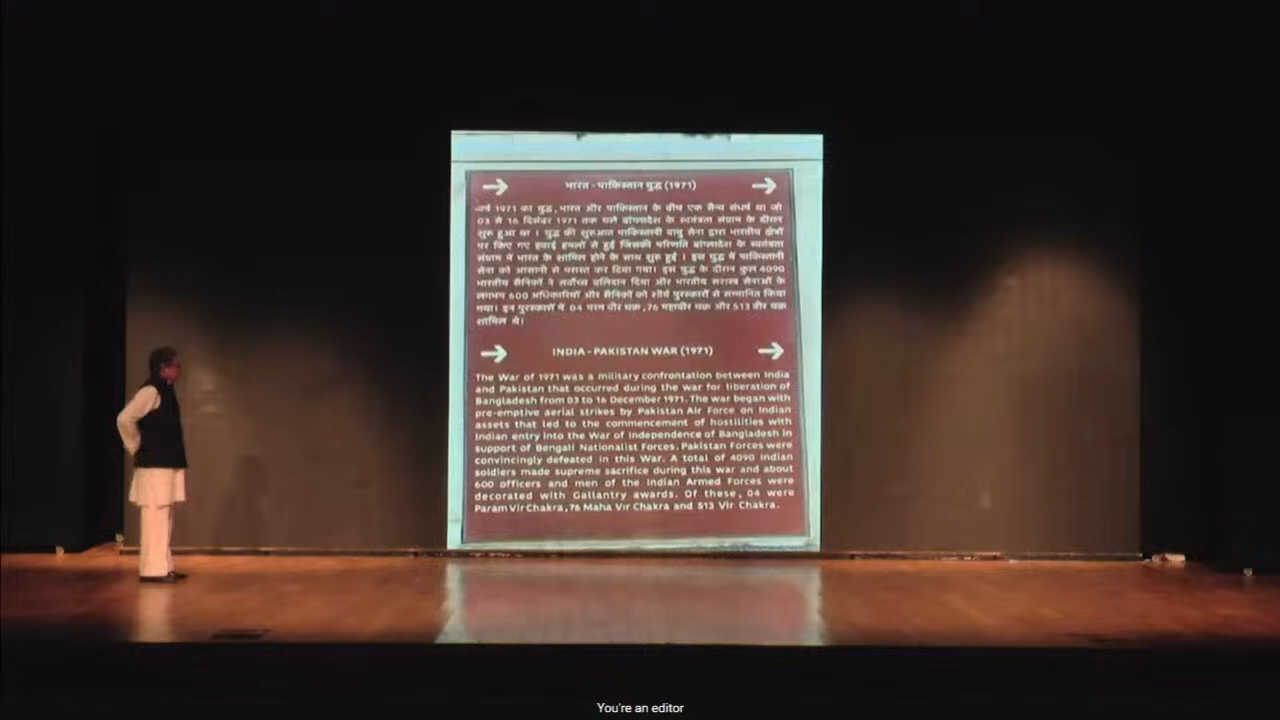 → भारत - पाकिस्तान युद्ध (1971) →
वर्ष 1971 का युद्ध, भारत और पाकिस्तान के बीच एक सैन्य संघर्ष था जो
03 से 16 दिसंबर 1971 तक चले बांग्लादेश के स्वतंत्रता संग्राम के दौरान
शुरू हुआ था । युद्ध की शुरुआत पाकिस्तानी वायु सेना द्वारा भारतीय क्षेत्रों
पर किए गए हवाई हमलों से हुई जिसकी परिणति बांग्लादेश के स्वतंत्रता
संग्राम में भारत के शामिल होने के साथ शुरू हुई । इस युद्ध में पाकिस्तानी
सेना को आसानी से परास्त कर दिया गया। इस युद्ध के दौरान कुल 4090
भारतीय सैनिकों ने सर्वोच्च बलिदान दिया और भारतीय सशस्त्र सेनाओं के
लगभग 600 अधिकारियों और सैनिकों को शौर्य पुरस्कारों से सम्मानित किया
गया। इन पुरस्कारों में 04 परम वीर चक्र ,76 महावीर चक्र और 513 वीर चक्र
शामिल थे।
→ INDIA - PAKISTAN WAR (1971) →
The War of 1971 was a military confrontation between India
and Pakistan that occurred during the war for liberation of
Bangladesh from 03 to 16 December 1971. The war began with
pre-emptive aerial strikes by Pakistan Air Force on Indian
assets that led to the commencement of hostilities with
Indian entry into the War of Independence of Bangladesh in
support of Bengali Nationalist Forces. Pakistan Forces were
convincingly defeated in this War. A total of 4090 Indian
soldiers made supreme sacrifice during this war and about
600 officers and men of the Indian Armed Forces were
decorated with Gallantry awards. Of these, 04 were
Param Vir Chakra, 76 Maha Vir Chakra and 513 Vir Chakra.
You're an editor